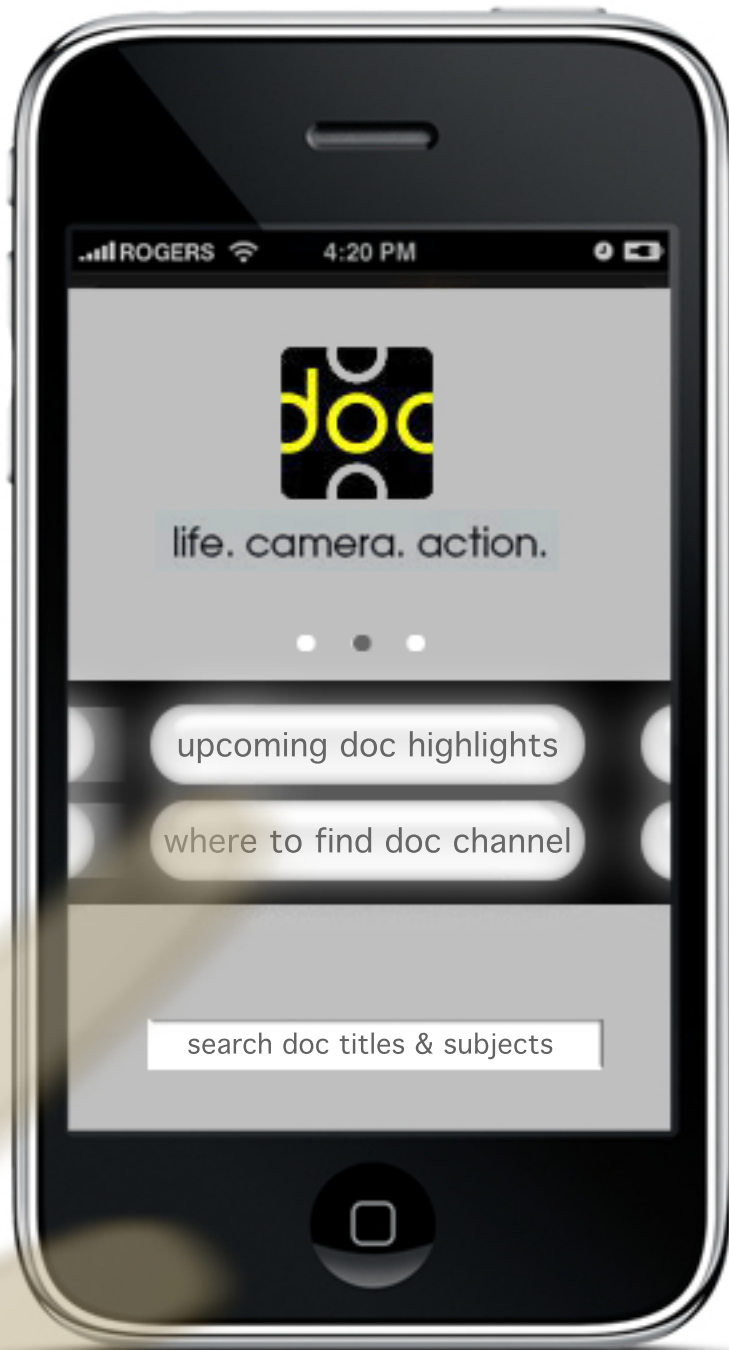 ROGERS 4:20 PM
doc
life. camera. action.
upcoming doc highlights
where to find doc channel
search doc titles & subjects